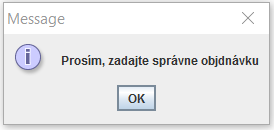 Message
Prosím, zadajte správne objdnávku
OK